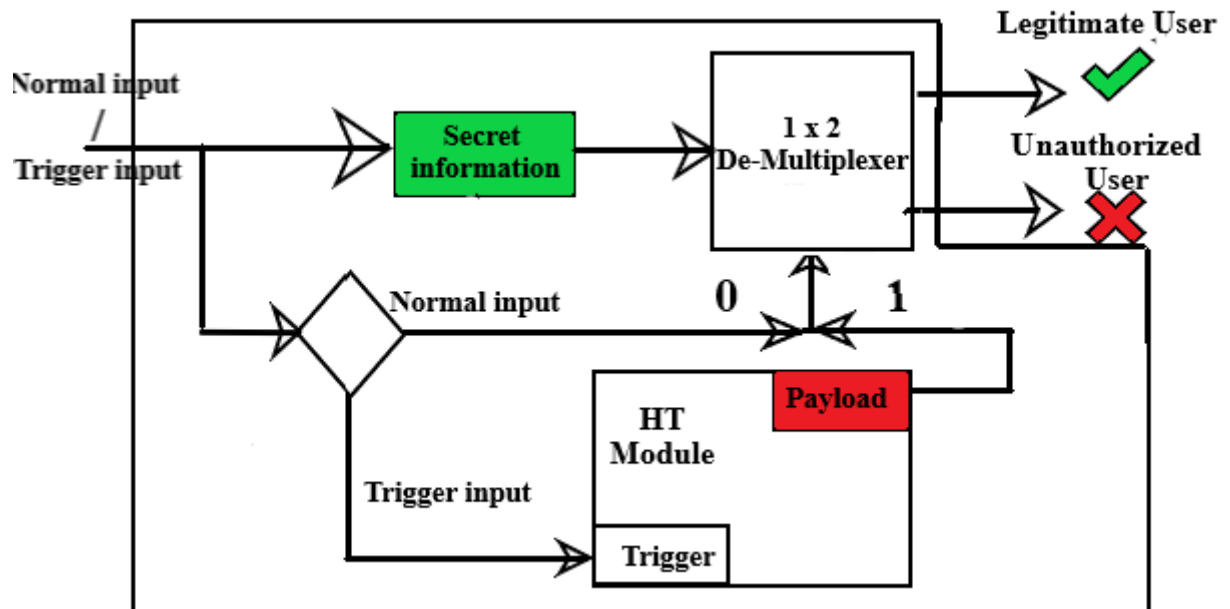 Legitimate User
Normal input
/
Trigger input
Secret
information
1 x 2
De-Multiplexer
Unauthorized
User
Normal input
0
1
Payload
HT
Module
Trigger input
Trigger